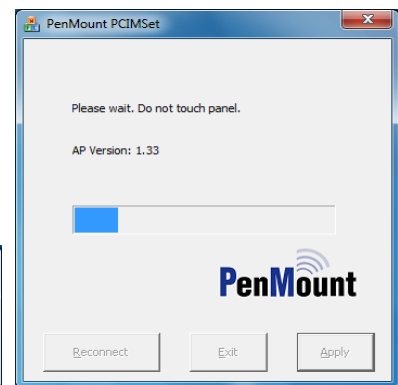 PenMount PCIMSet
Please wait. Do not touch panel.
AP Version: 1.33
PenMount
Reconnect
Exit
Apply